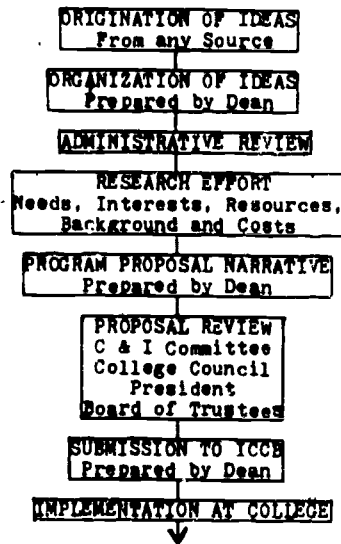 ORIGINATION OF IDEAS
From any Source
ORGANIZATION OF IDEAS
Prepared by Dean
ADMINISTRATIVE REVIEW
RESEARCH EFFORT
Needs, Interests, Resources,
Background and Costs
PROGRAM PROPOSAL NARRATIVE
Prepared by Dean
PROPOSAL REVIEW
C & I Committee
College Council
President
Board of Trustees
SUBMISSION TO ICCB
Prepared by Dean
IMPLEMENTATION AT COLLEGE